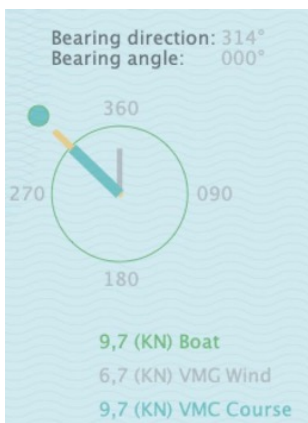 Bearing direction: 314°
Bearing angle: 000°
360
270
090
180
9,7 (KN) Boat
6,7 (KN) VMG Wind
9,7 (KN) VMC Course